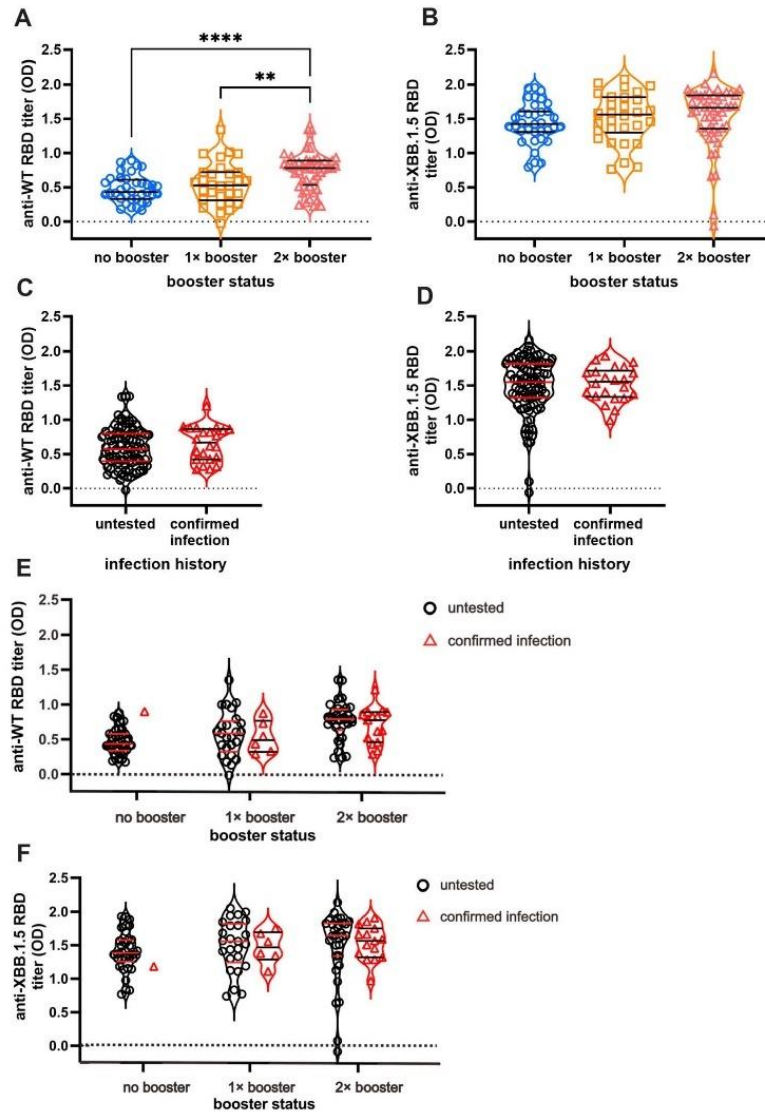 A
anti-WT RBD titer (OD)
2.5
2.0
1.5
1.0
0.5
0.0
****
**
no booster
1× booster
2× booster
booster status
B
anti-XBB.1.5 RBD
titer (OD)
2.5
2.0
1.5
1.0
0.5
0.0
no booster
1× booster
2× booster
booster status
C
anti-WT RBD titer (OD)
2.5
2.0
1.5
1.0
0.5
0.0
untested
confirmed
infection
infection history
D
anti-XBB.1.5 RBD
titer (OD)
2.5
2.0
1.5
1.0
0.5
0.0
untested
confirmed
infection
infection history
E
anti-WT RBD titer (OD)
2.5
2.0
1.5
1.0
0.5
0.0
no booster
1× booster
2× booster
booster status
untested
confirmed infection
F
anti-XBB.1.5 RBD
titer (OD)
2.5
2.0
1.5
1.0
0.5
0.0
no booster
1× booster
2× booster
booster status
untested
confirmed infection